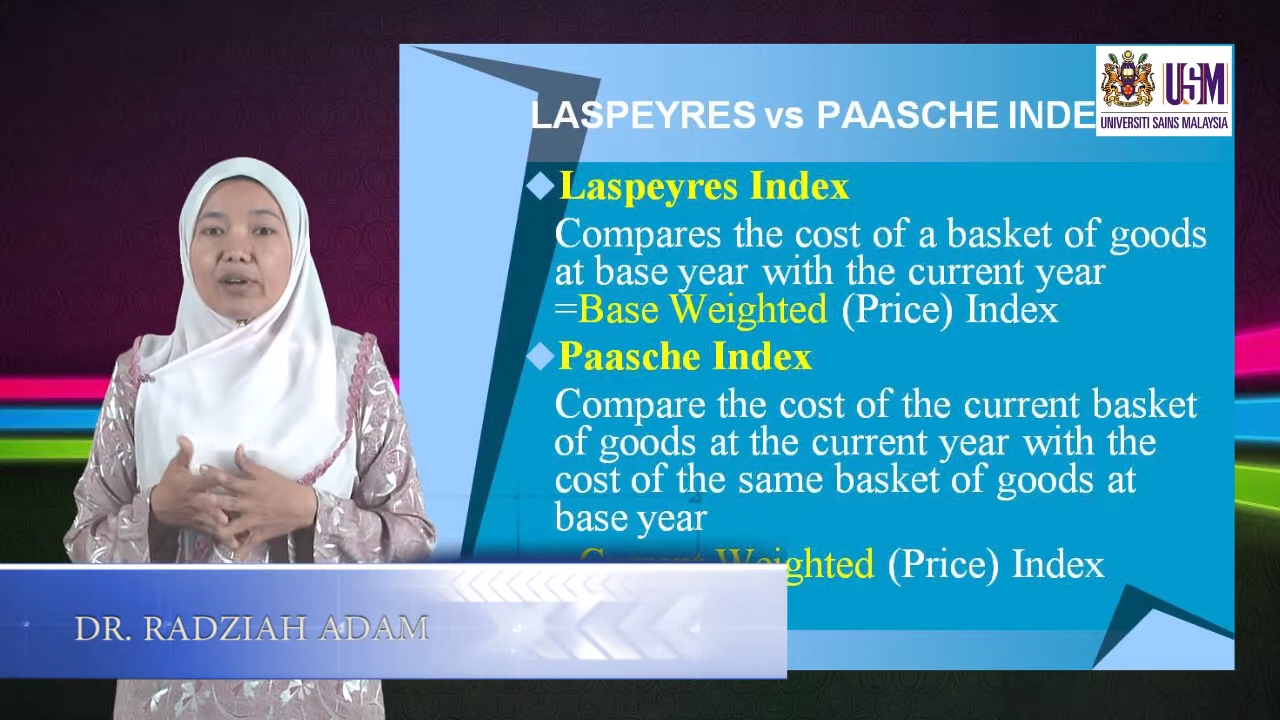 LASPEYRES vs PAASCHE INDE
USM
UNIVERSITI SAINS MALAYSIA
Laspeyres Index
Compares the cost of a basket of goods
at base year with the current year
=Base Weighted (Price) Index
Paasche Index
Compare the cost of the current basket
of goods at the current year with the
cost of the same basket of goods at
base year
Current Weighted (Price) Index
DR. RADZIAH ADAM